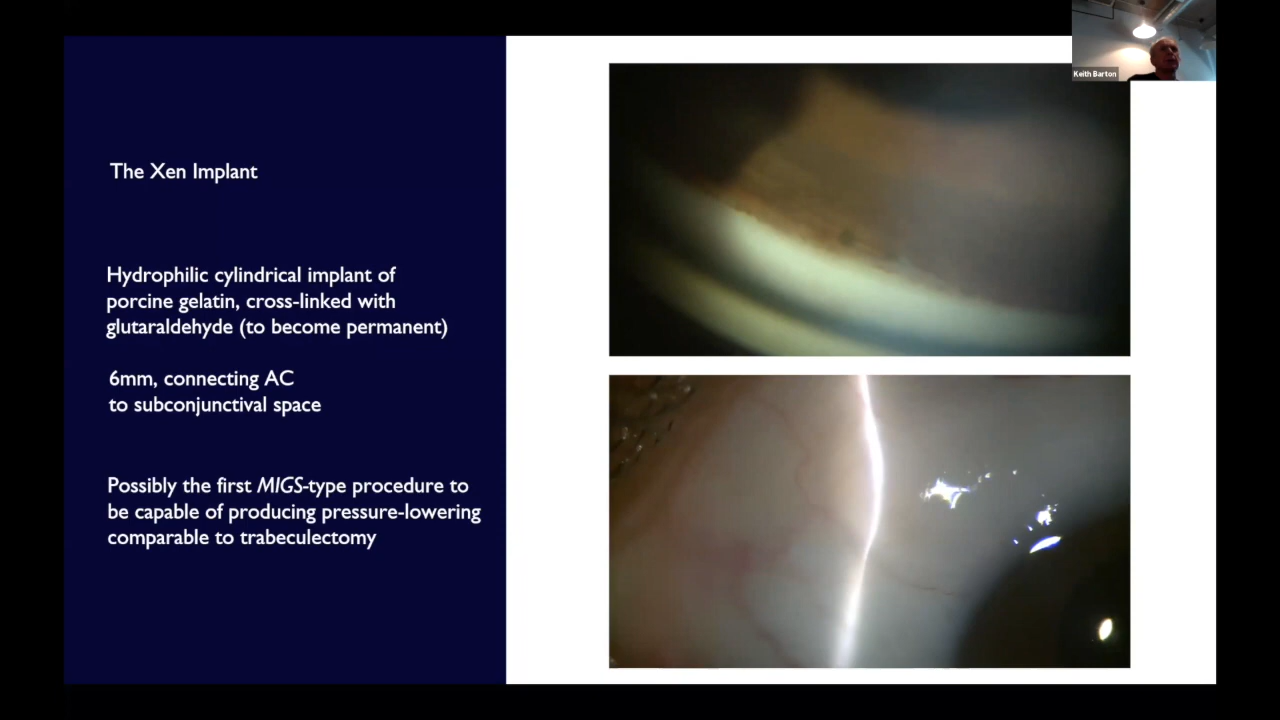 Keith Barton
The Xen Implant
Hydrophilic cylindrical implant of
porcine gelatin, cross-linked with
glutaraldehyde (to become permanent)
6mm, connecting AC
to subconjunctival space
Possibly the first MIGS-type procedure to
be capable of producing pressure-lowering
comparable to trabeculectomy